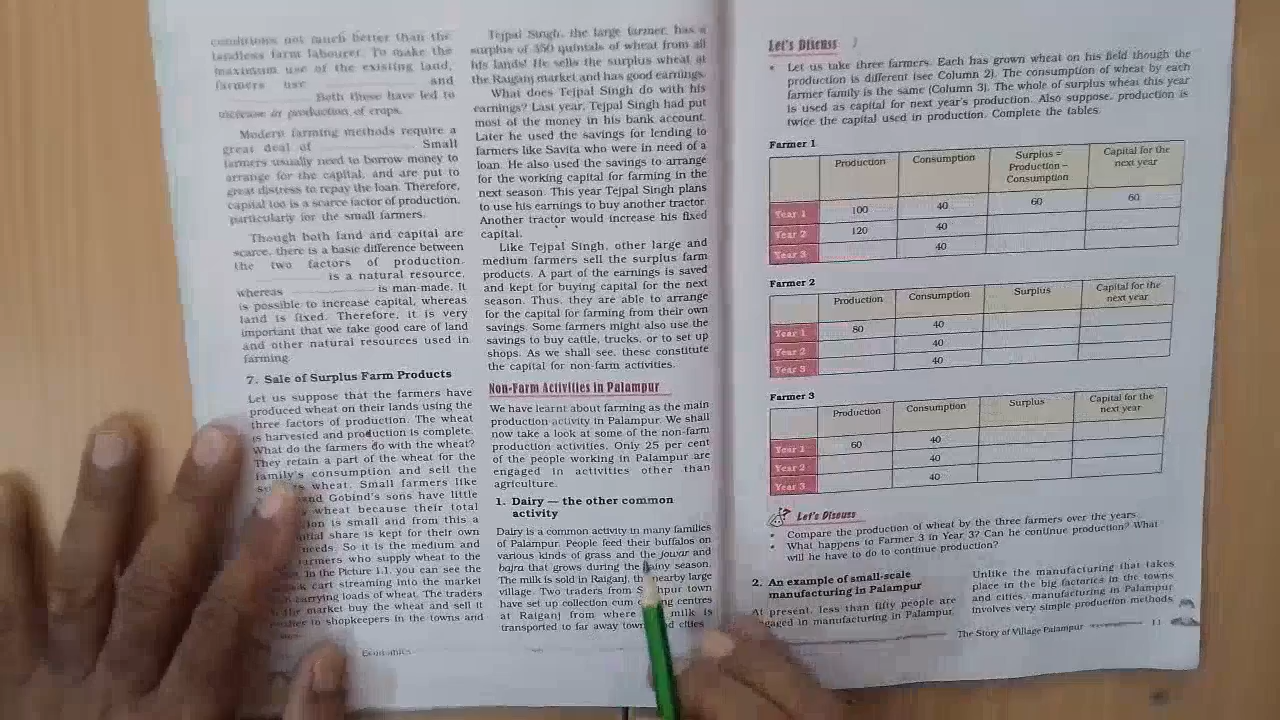 conditions not much better than the
landless farm labourer. To make the
maximum use of the existing land,
farmers use ____________ and
____________. Both these have led to
increase in production of crops.
Modern farming methods require a
great deal of ____________. Small
farmers usually need to borrow money to
arrange for the capital, and are put to
great distress to repay the loan. Therefore,
capital too is a scarce factor of production,
particularly for the small farmers.
Though both land and capital are
scarce, there is a basic difference between
the two factors of production.
____________ is a natural resource,
whereas ____________ is man-made. It
is possible to increase capital, whereas
land is fixed. Therefore, it is very
important that we take good care of land
and other natural resources used in
farming.
7. Sale of Surplus Farm Products
Let us suppose that the farmers have
produced wheat on their lands using the
three factors of production. The wheat
is harvested and production is complete.
What do the farmers do with the wheat?
They retain a part of the wheat for the
family's consumption and sell the
wheat. Small farmers like
and Gobind's sons have little
wheat because their total
is small and from this a
share is kept for their own
needs. So it is the medium and
farmers who supply wheat to the
In the Picture 1.1, you can see the
cart streaming into the market
carrying loads of wheat. The traders
market buy the wheat and sell it
to shopkeepers in the towns and
Tejpal Singh, the large farmer, has a
surplus of 350 quintals of wheat from all
his lands! He sells the surplus wheat at
the Raiganj market and has good earnings.
What does Tejpal Singh do with his
earnings? Last year, Tejpal Singh had put
most of the money in his bank account.
Later he used the savings for lending to
farmers like Savita who were in need of a
loan. He also used the savings to arrange
for the working capital for farming in the
next season. This year Tejpal Singh plans
to use his earnings to buy another tractor.
Another tractor would increase his fixed
capital.
Like Tejpal Singh, other large and
medium farmers sell the surplus farm
products. A part of the earnings is saved
and kept for buying capital for the next
season. Thus, they are able to arrange
for the capital for farming from their own
savings. Some farmers might also use the
savings to buy cattle, trucks, or to set up
shops. As we shall see, these constitute
the capital for non-farm activities.
Non-Farm Activities in Palampur
We have learnt about farming as the main
production activity in Palampur. We shall
now take a look at some of the non-farm
production activities. Only 25 per cent
of the people working in Palampur are
engaged in activities other than
agriculture.
1. Dairy — the other common
activity
Dairy is a common activity in many families
of Palampur. People feed their buffalos on
various kinds of grass and the jowar and
bajra that grows during the rainy season.
The milk is sold in Raiganj, the nearby large
village. Two traders from town
have set up collection cum centres
at Raiganj from where milk is
transported to far away and cities
Economics
Let's Discuss
• Let us take three farmers. Each has grown wheat on his field though the
production is different (see Column 2). The consumption of wheat by each
farmer family is the same (Column 3). The whole of surplus wheat this year
is used as capital for next year's production. Also suppose, production is
twice the capital used in production. Complete the tables.
Farmer 1
Production Consumption Surplus = Production – Consumption Capital for the next year
Year 1 100 40 60 60
Year 2 120 40
Year 3 40
Farmer 2
Production Consumption Surplus Capital for the next year
Year 1 80 40
Year 2 40
Year 3 40
Farmer 3
Production Consumption Surplus Capital for the next year
Year 1 60 40
Year 2 40
Year 3 40
Let's Discuss
• Compare the production of wheat by the three farmers over the years.
• What happens to Farmer 3 in Year 3? Can he continue production? What
will he have to do to continue production?
2. An example of small-scale
manufacturing in Palampur
At present, less than fifty people are
engaged in manufacturing in Palampur.
Unlike the manufacturing that takes
place in the big factories in the towns
and cities, manufacturing in Palampur
involves very simple production methods
The Story of Village Palampur 11